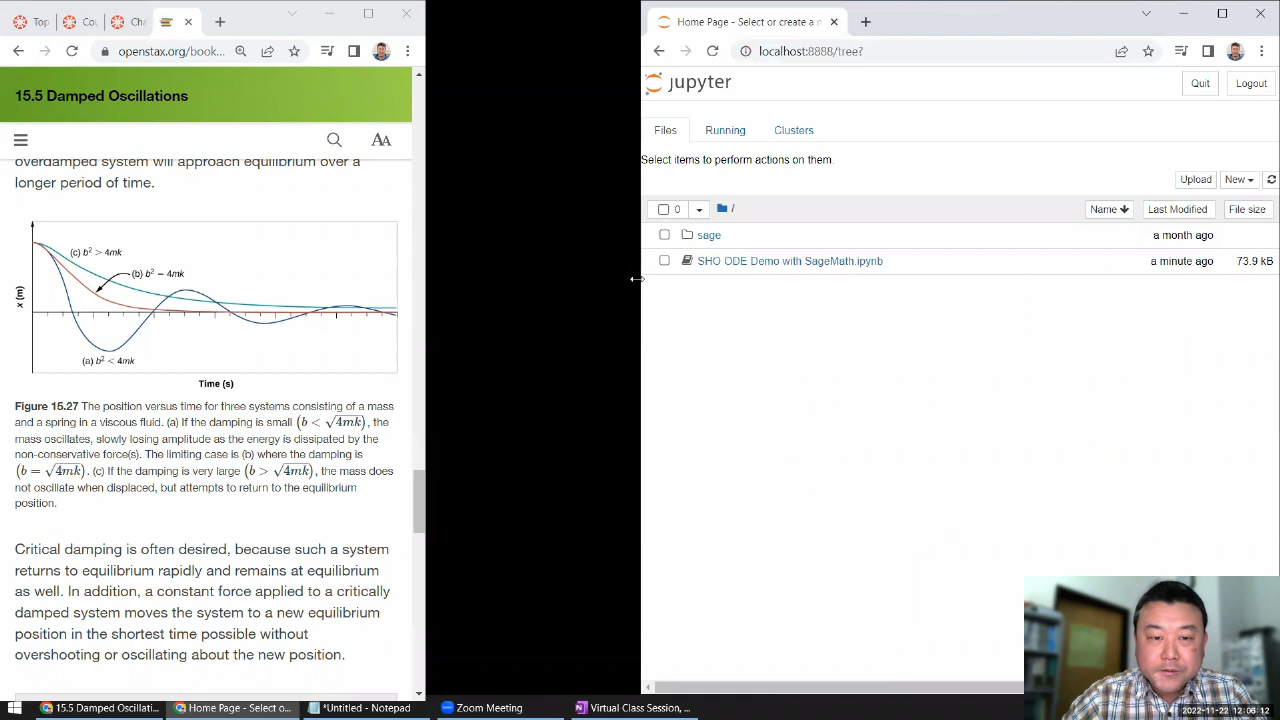 Top
Cou
Cha
openstax.org/book...
15.5 Damped Oscillations
AA
overdamped system will approach equilibrium over a
longer period of time.
(c) b² > 4mk
(b) b² – 4mk
x (m)
(a) b² < 4mk
Time (s)
Figure 15.27 The position versus time for three systems consisting of a mass
and a spring in a viscous fluid. (a) If the damping is small (b < √4mk), the
mass oscillates, slowly losing amplitude as the energy is dissipated by the
non-conservative force(s). The limiting case is (b) where the damping is
(b = √4mk). (c) If the damping is very large (b > √4mk), the mass does
not oscillate when displaced, but attempts to return to the equilibrium
position.
Critical damping is often desired, because such a system
returns to equilibrium rapidly and remains at equilibrium
as well. In addition, a constant force applied to a critically
damped system moves the system to a new equilibrium
position in the shortest time possible without
overshooting or oscillating about the new position.
Home Page - Select or create a n
localhost:8888/tree?
jupyter
Quit
Logout
Files
Running
Clusters
Select items to perform actions on them.
Upload
New
0
/
Name
Last Modified
File size
sage
a month ago
SHO ODE Demo with SageMath.ipynb
a minute ago
73.9 kB
15.5 Damped Oscillati...
Home Page - Select o...
*Untitled - Notepad
Zoom Meeting
Virtual Class Session, ...
2022-11-22 12:06:12